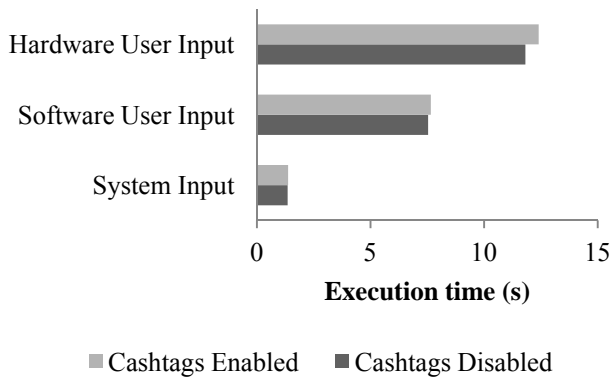 Hardware User Input
Software User Input
System Input
0 5 10 15
Execution time (s)
Cashtags Enabled Cashtags Disabled